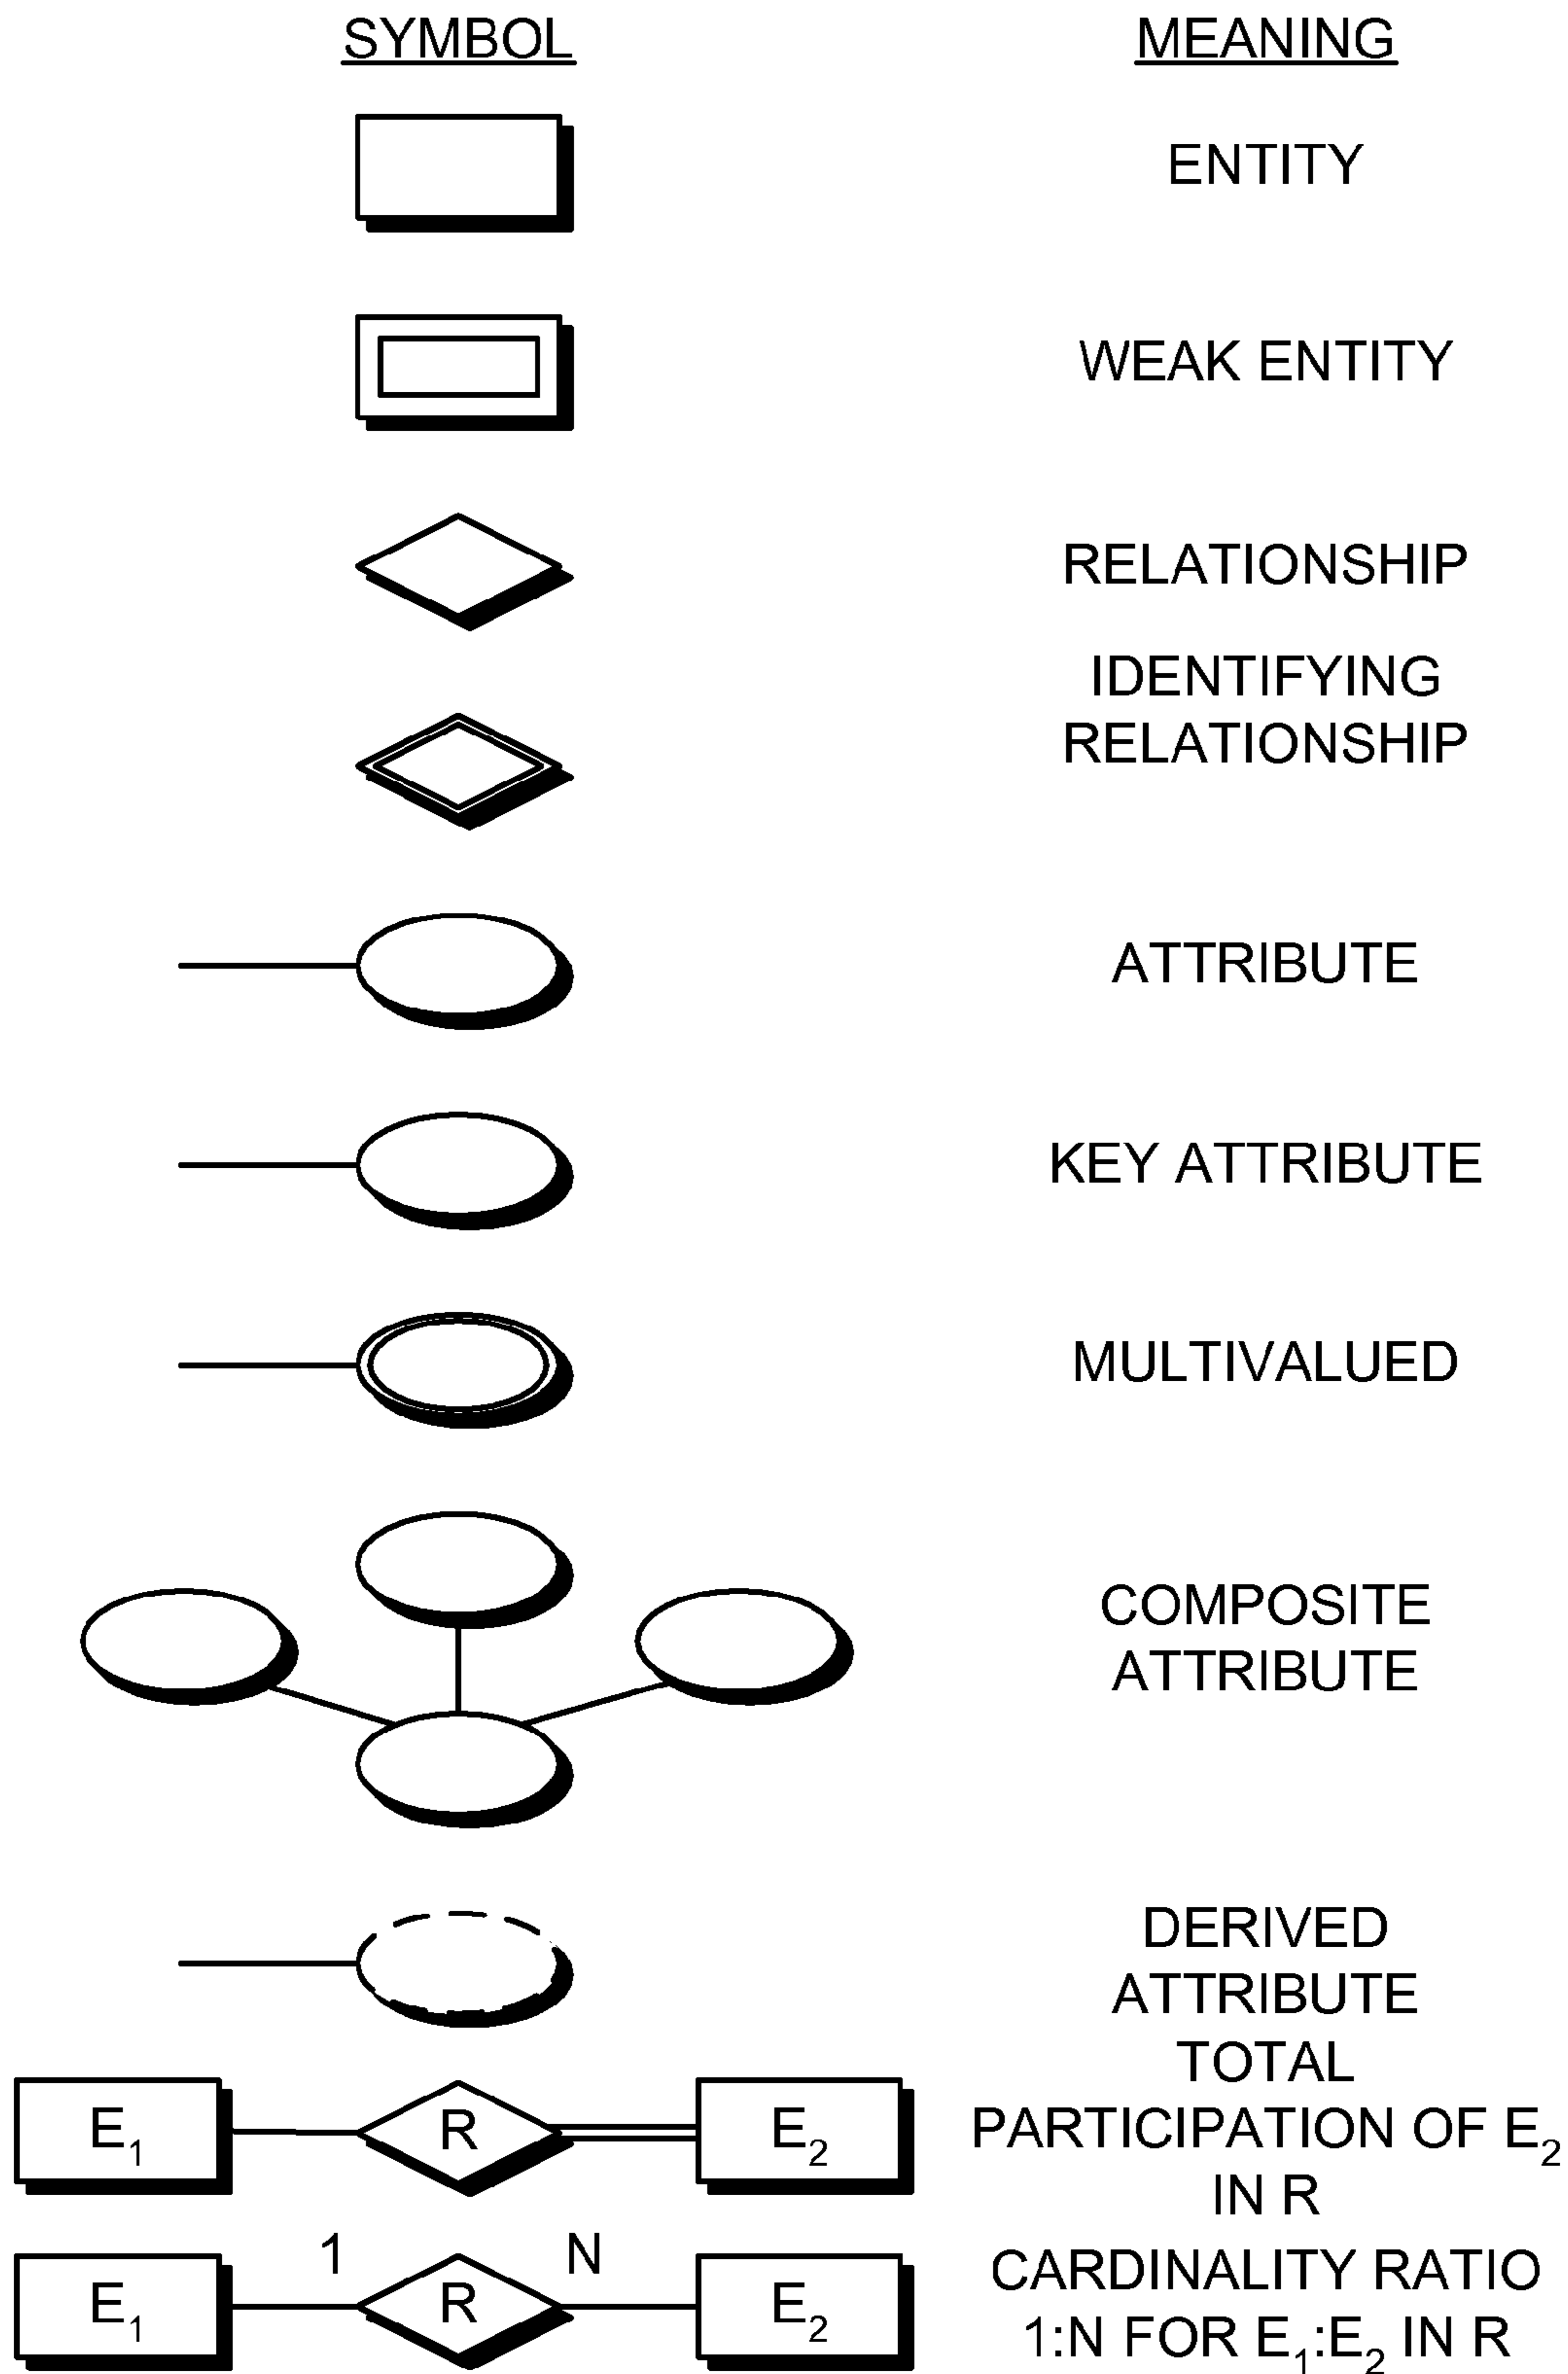 SYMBOL MEANING
ENTITY
WEAK ENTITY
RELATIONSHIP
IDENTIFYING
RELATIONSHIP
ATTRIBUTE
KEY ATTRIBUTE
MULTIVALUED
COMPOSITE
ATTRIBUTE
DERIVED
ATTRIBUTE
E₁ R E₂
TOTAL
PARTICIPATION OF E₂
IN R
1 N
E₁ R E₂
CARDINALITY RATIO
1:N FOR E₁:E₂ IN R